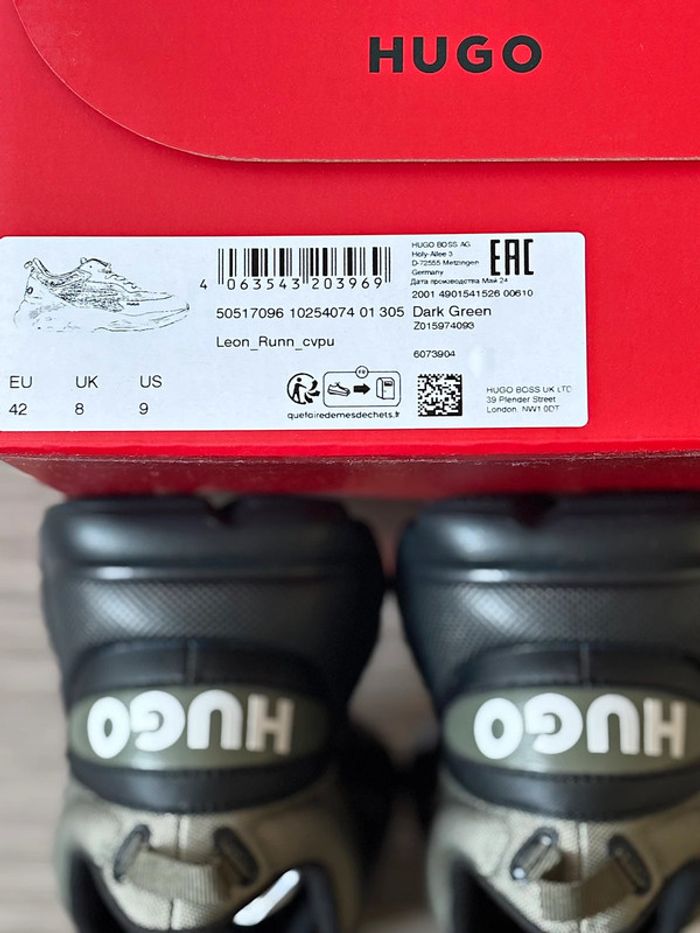 HUGO
HUGO BOSS AG
Holy-Allee 3
D-72555 Metzingen
Germany
EAC
Дата производства Май 24
4 063543 203969
2001 4901541526 00610
50517096 10254074 01 305 Dark Green
Z015974093
Leon_Runn_cvpu
6073904
EU UK US
42 8 9
FR
quefairedemesdechets.fr
HUGO BOSS UK LTD
39 Plender Street
London. NW1 0DT
HUGO HUGO